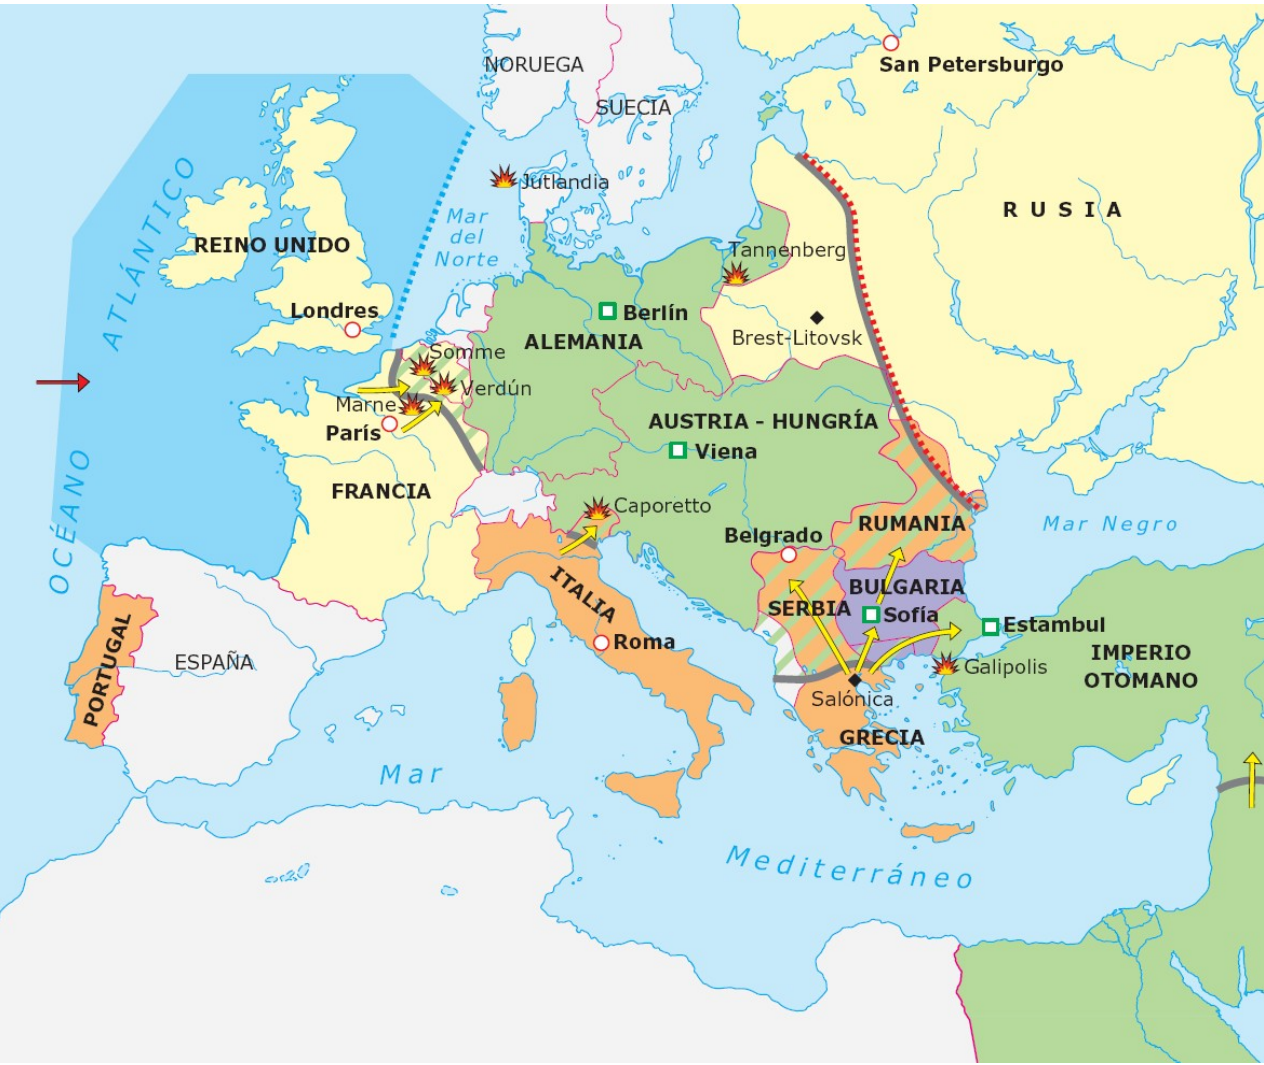 NORUEGA
SUECIA
San Petersburgo
Jutlandia
RUSIA
Mar
del
Norte
ATLÁNTICO
OCÉANO
REINO UNIDO
Londres
Tannenberg
Berlín
ALEMANIA
Brest-Litovsk
Somme
Verdún
Marne
París
FRANCIA
AUSTRIA - HUNGRÍA
Viena
Caporetto
Belgrado
RUMANIA
Mar Negro
ITALIA
SERBIA
BULGARIA
Sofía
Estambul
Roma
PORTUGAL
ESPAÑA
Galipolis
IMPERIO
OTOMANO
Salónica
GRECIA
Mar
Mediterráneo